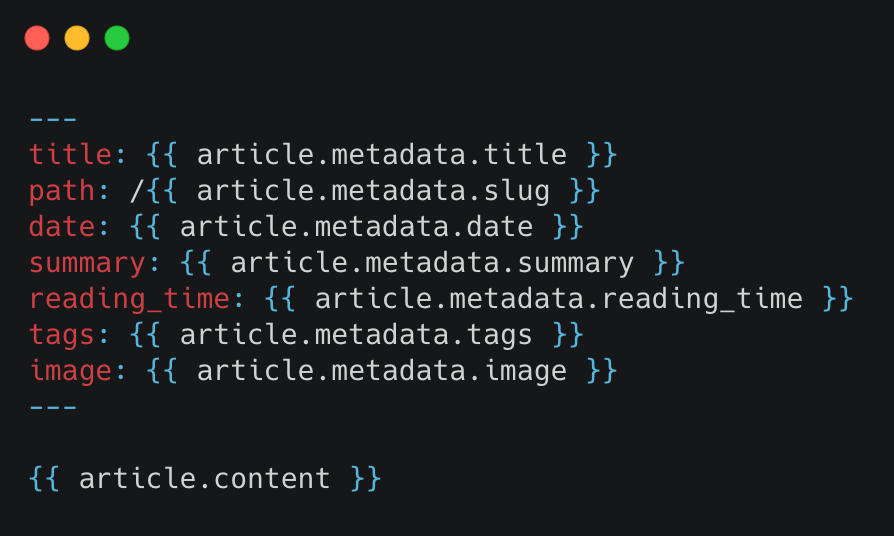 ---
title: {{ article.metadata.title }}
path: /{{ article.metadata.slug }}
date: {{ article.metadata.date }}
summary: {{ article.metadata.summary }}
reading_time: {{ article.metadata.reading_time }}
tags: {{ article.metadata.tags }}
image: {{ article.metadata.image }}
---
{{ article.content }}